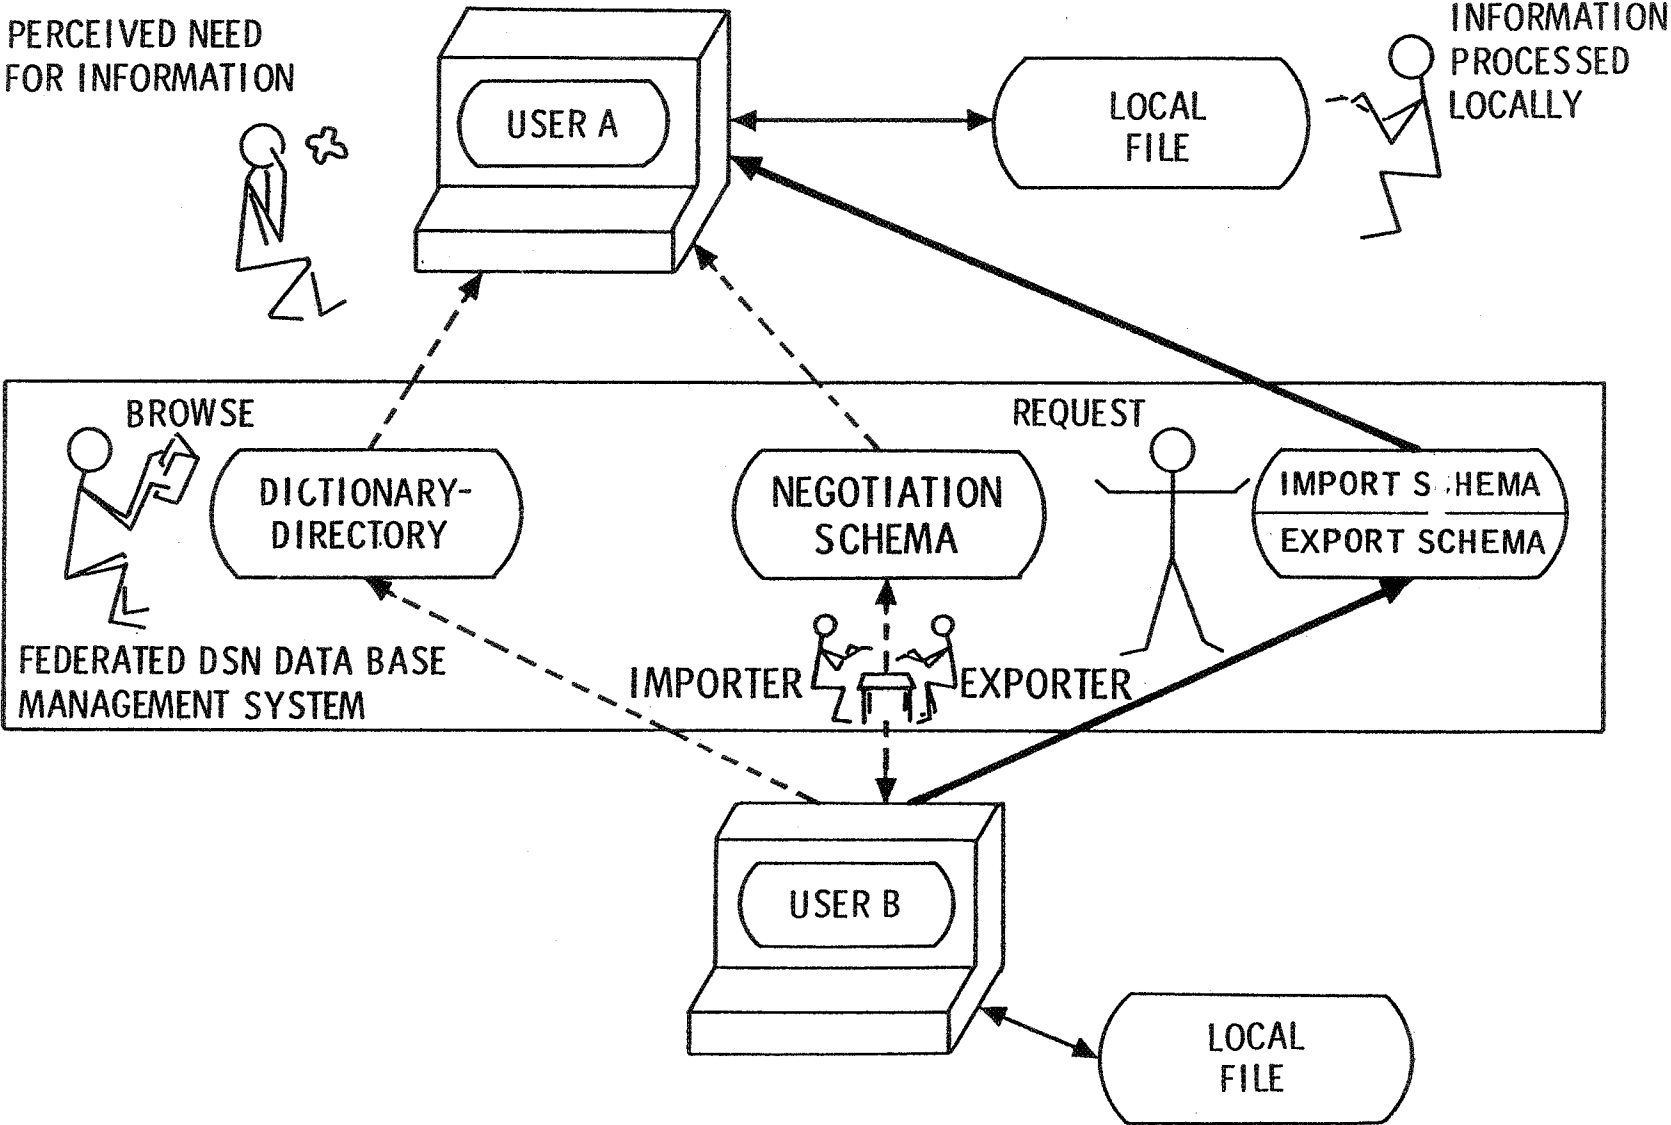 PERCEIVED NEED
FOR INFORMATION
USER A
LOCAL
FILE
INFORMATION
PROCESSED
LOCALLY
BROWSE
DICTIONARY-
DIRECTORY
NEGOTIATION
SCHEMA
REQUEST
IMPORT SCHEMA
EXPORT SCHEMA
FEDERATED DSN DATA BASE
MANAGEMENT SYSTEM
IMPORTER
EXPORTER
USER B
LOCAL
FILE